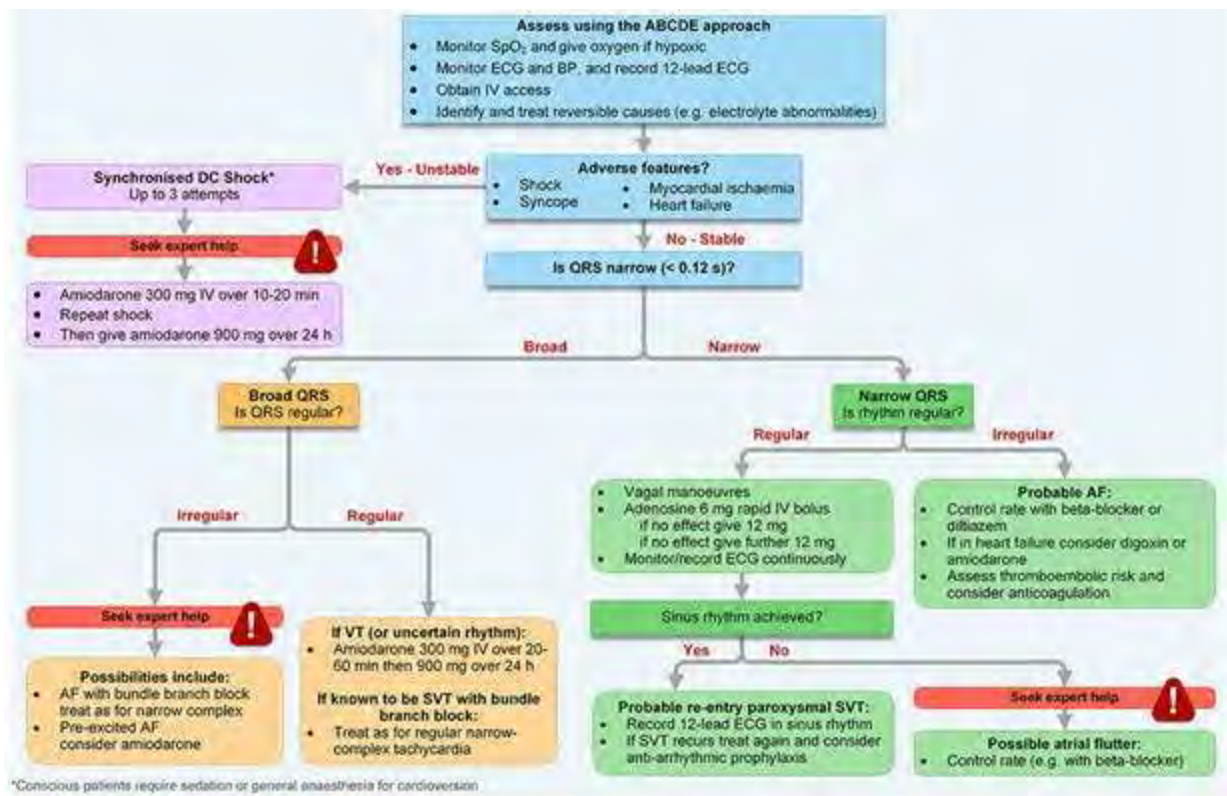 Assess using the ABCDE approach
Monitor SpO₂ and give oxygen if hypoxic
Monitor ECG and BP, and record 12-lead ECG
Obtain IV access
Identify and treat reversible causes (e.g. electrolyte abnormalities)
Yes - Unstable
Adverse features?
Shock
Syncope
Myocardial ischaemia
Heart failure
Synchronised DC Shock*
Up to 3 attempts
Seek expert help
!
Amiodarone 300 mg IV over 10-20 min
Repeat shock
Then give amiodarone 900 mg over 24 h
No - Stable
Is QRS narrow (< 0.12 s)?
Broad
Narrow
Broad QRS
Is QRS regular?
Narrow QRS
Is rhythm regular?
Irregular
Regular
Regular
Irregular
Seek expert help
!
Possibilities include:
AF with bundle branch block
treat as for narrow complex
Pre-excited AF
consider amiodarone
If VT (or uncertain rhythm):
Amiodarone 300 mg IV over 20-
60 min then 900 mg over 24 h
If known to be SVT with bundle
branch block:
Treat as for regular narrow-
complex tachycardia
Vagal manoeuvres
Adenosine 6 mg rapid IV bolus
if no effect give 12 mg
if no effect give further 12 mg
Monitor/record ECG continuously
Probable AF:
Control rate with beta-blocker or
diltiazem
If in heart failure consider digoxin or
amiodarone
Assess thromboembolic risk and
consider anticoagulation
Sinus rhythm achieved?
Yes
No
Probable re-entry paroxysmal SVT:
Record 12-lead ECG in sinus rhythm
If SVT recurs treat again and consider
anti-arrhythmic prophylaxis
Seek expert help
!
Possible atrial flutter:
Control rate (e.g. with beta-blocker)
*Conscious patients require sedation or general anaesthesia for cardioversion